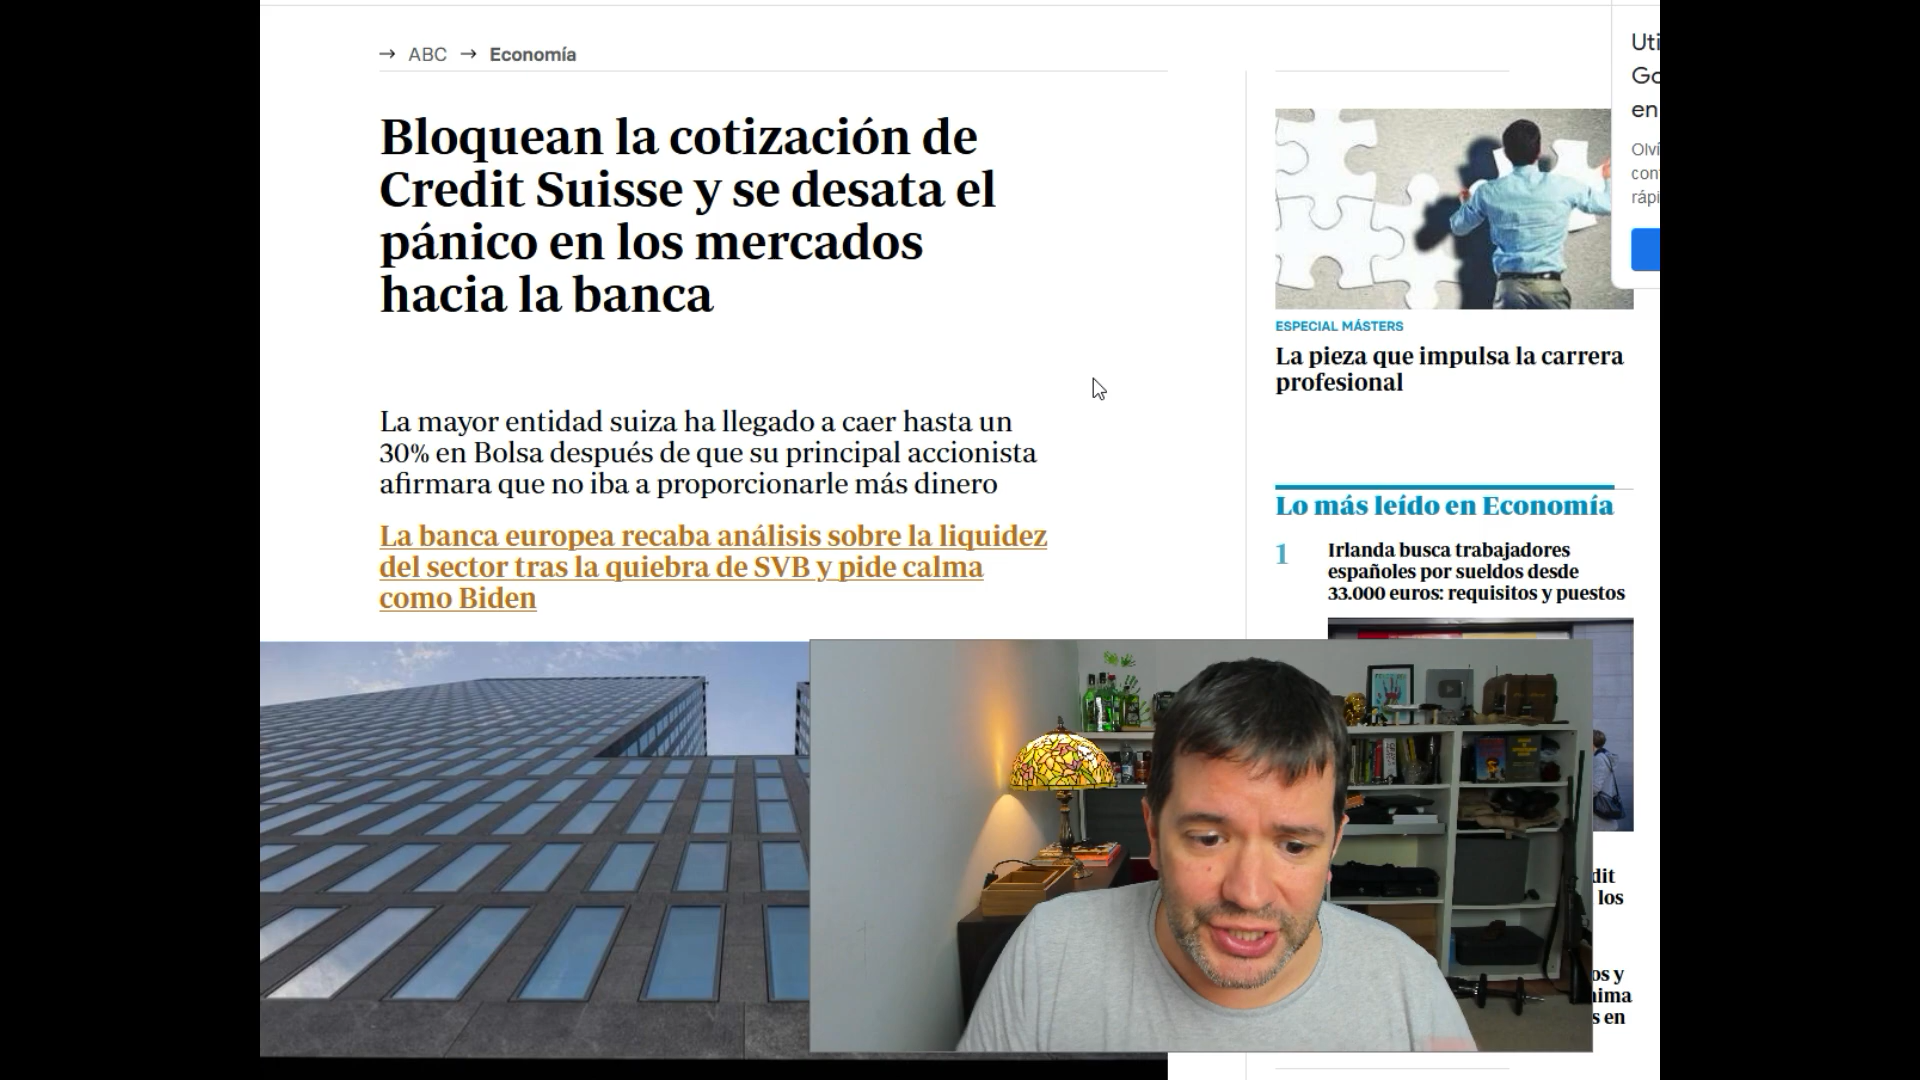 → ABC → Economía
Bloquean la cotización de
Credit Suisse y se desata el
pánico en los mercados
hacia la banca
La mayor entidad suiza ha llegado a caer hasta un
30% en Bolsa después de que su principal accionista
afirmara que no iba a proporcionarle más dinero
La banca europea recaba análisis sobre la liquidez
del sector tras la quiebra de SVB y pide calma
como Biden
ESPECIAL MÁSTERS
La pieza que impulsa la carrera
profesional
Lo más leído en Economía
1
Irlanda busca trabajadores
españoles por sueldos desde
33.000 euros: requisitos y puestos
los
y
en
en